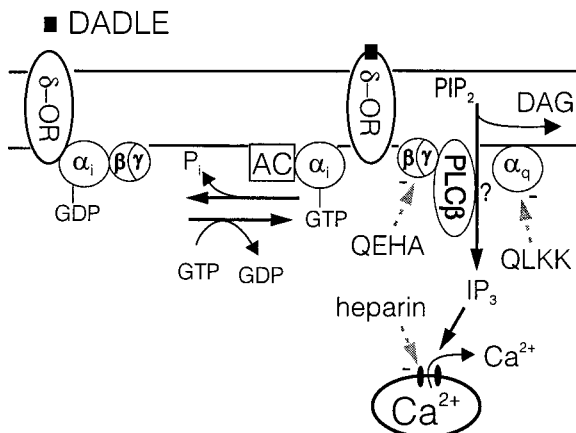 ■ DADLE
δ–OR
δ–OR
PIP₂
DAG
αᵢ
β γ
Pᵢ
AC
αᵢ
β γ
PLCβ
?
α_q
-
-
GDP
GTP
QEHA
QLKK
GTP
GDP
IP₃
heparin
-
Ca²⁺
Ca²⁺